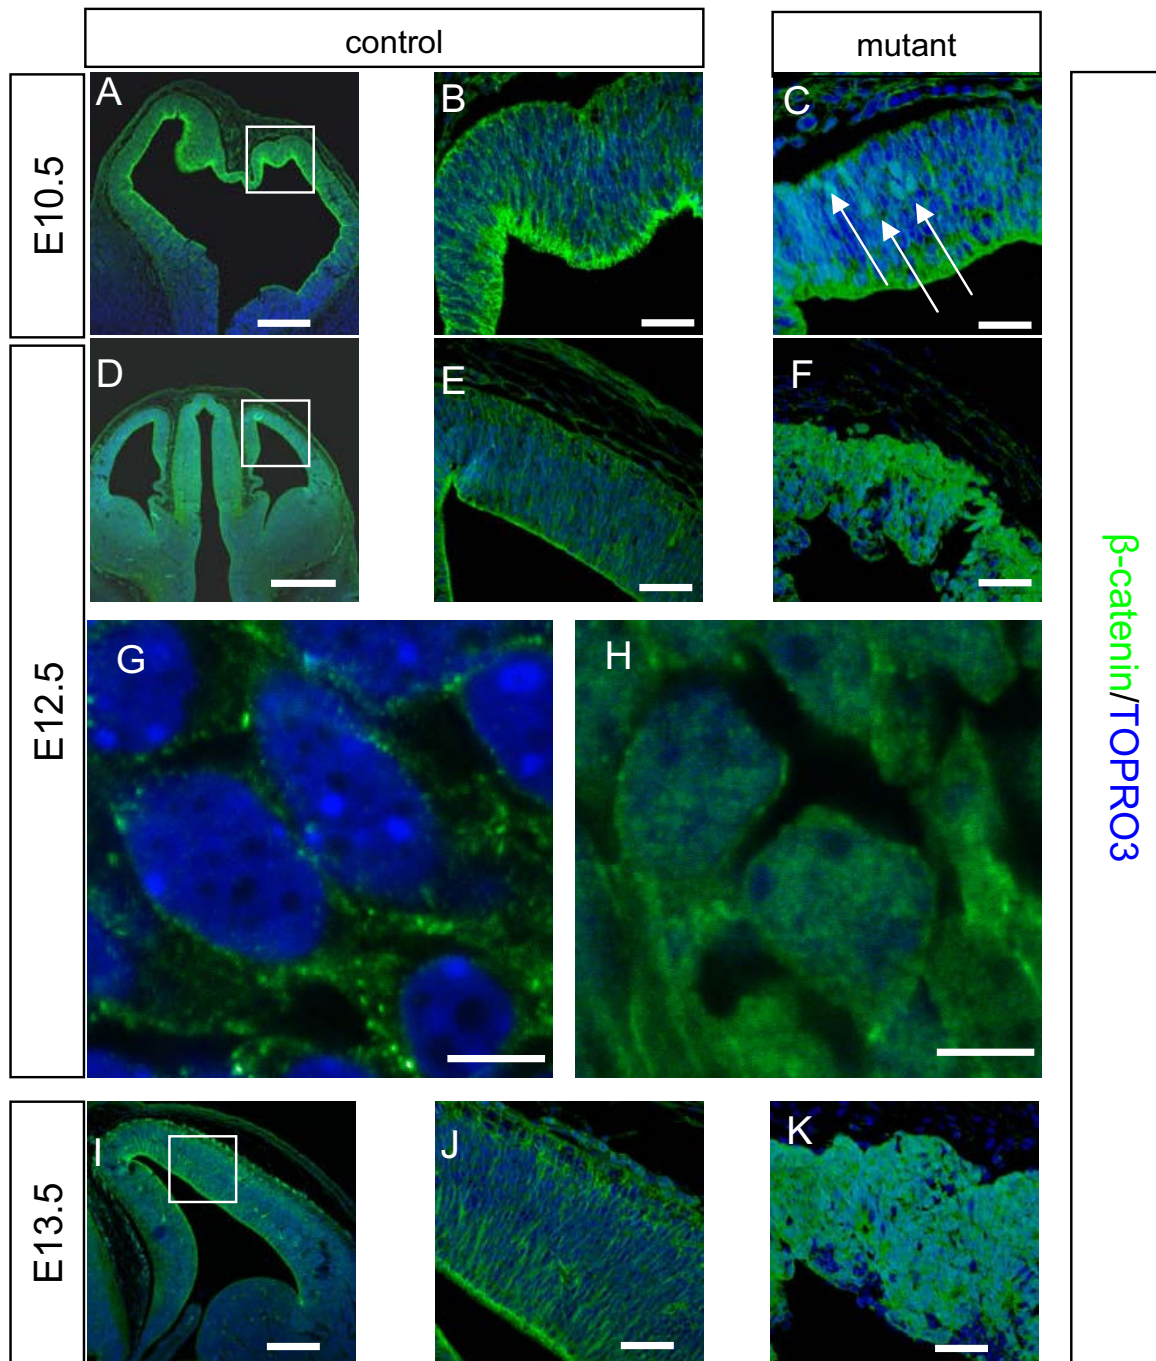 control
mutant
E10.5
A
B
C
E12.5
D
E
F
G
H
E13.5
I
J
K
β-catenin/TOPRO3